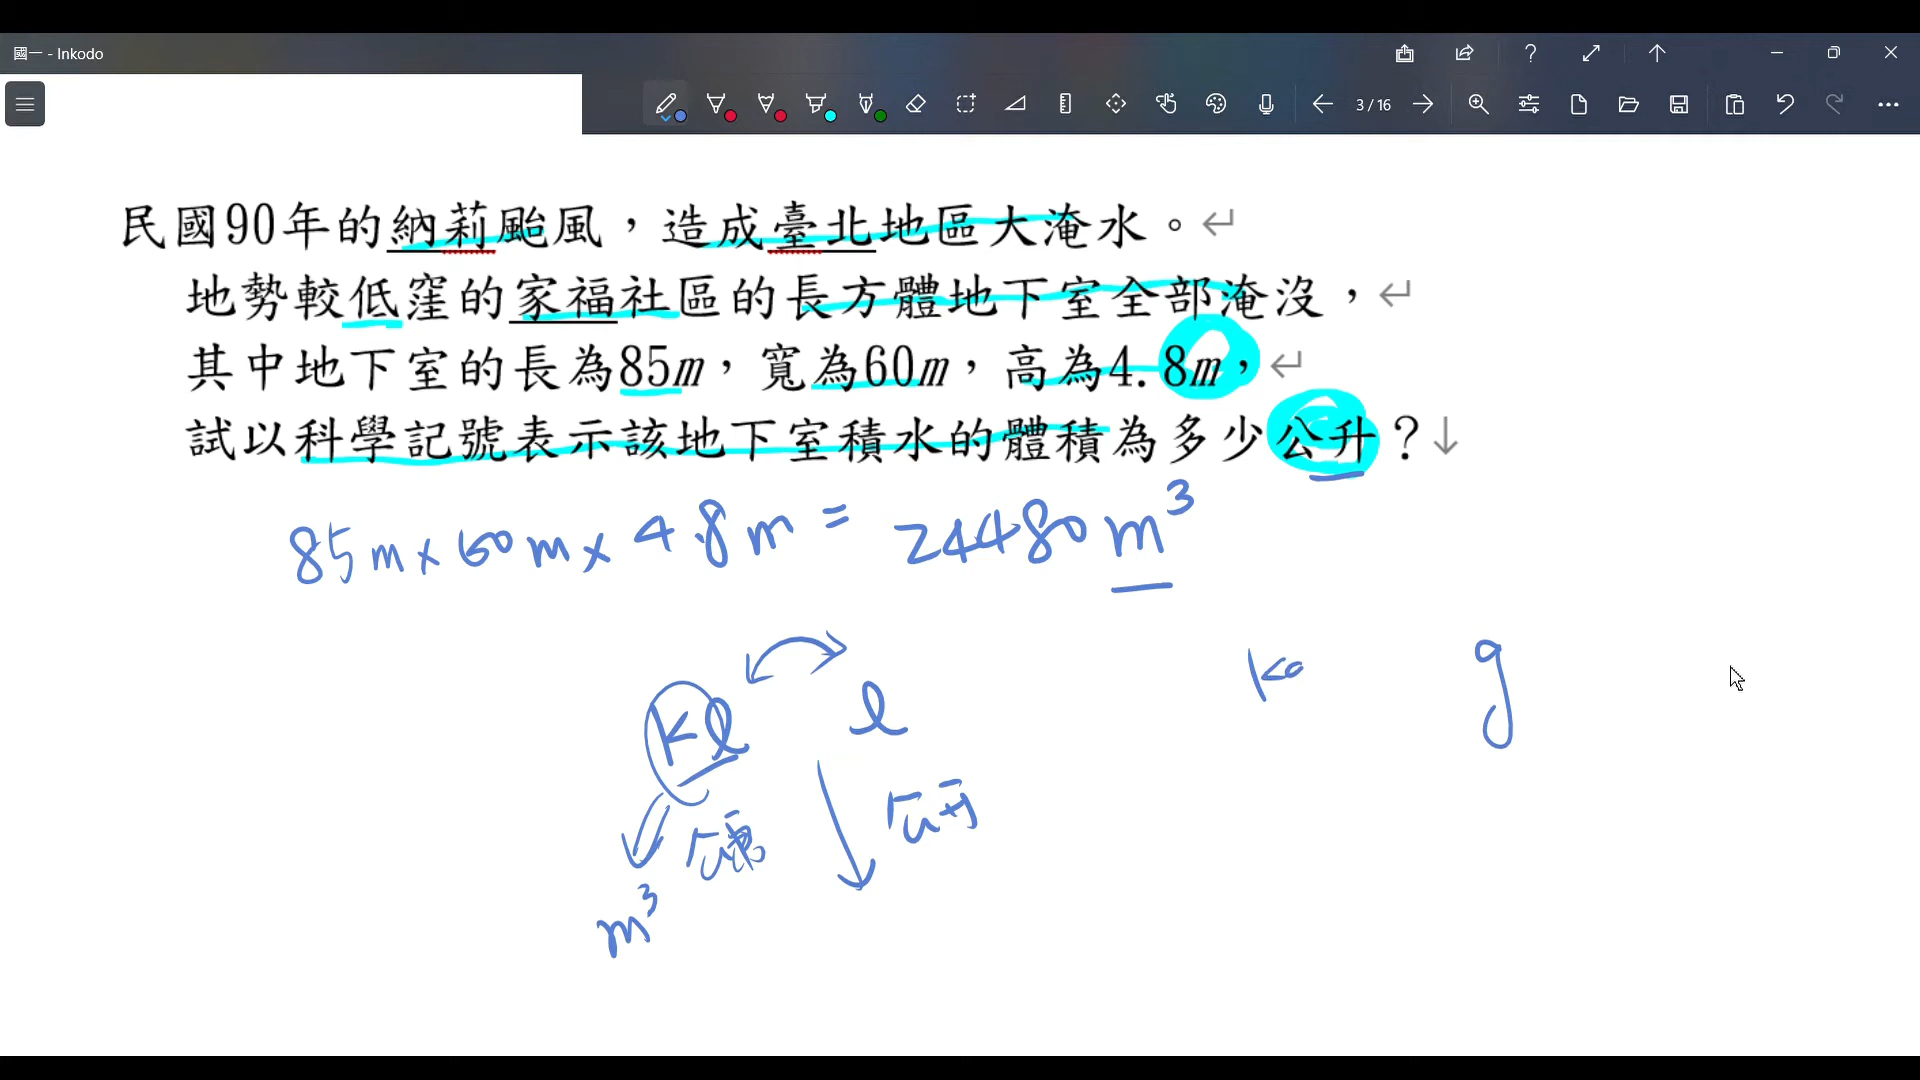 國一 - Inkodo
3 / 16
民國90年的納莉颱風，造成臺北地區大淹水。
地勢較低窪的家福社區的長方體地下室全部淹沒，
其中地下室的長為85m，寬為60m，高為4.8m，
試以科學記號表示該地下室積水的體積為多少公升？
85m×60m×4.8m = 24480 m³
kl l kg g
公秉 公升
m³